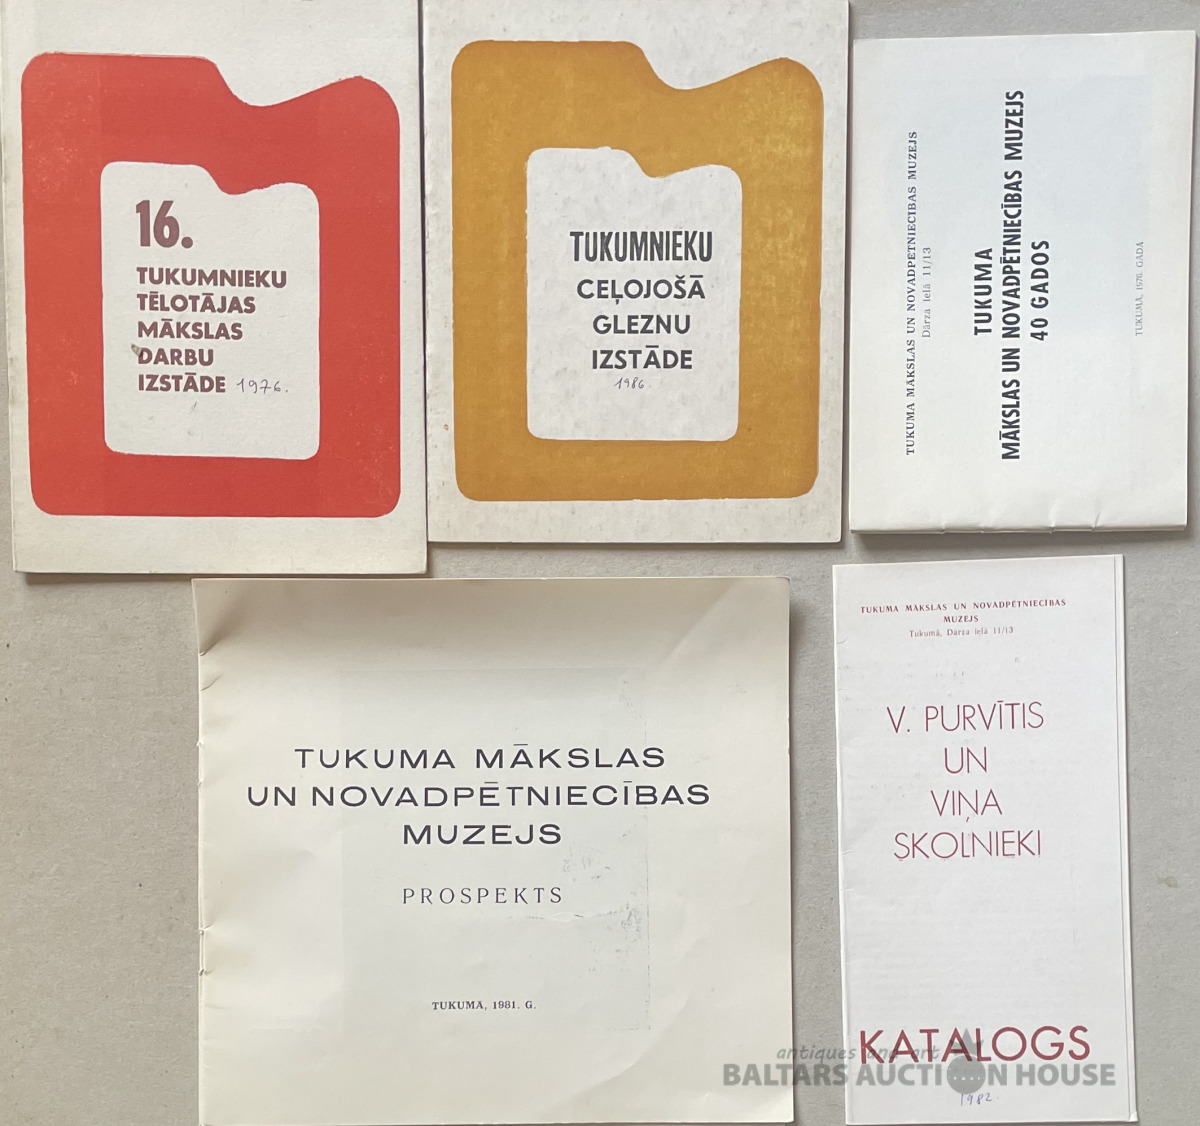 16.
TUKUMNIEKU
TĒLOTĀJAS
MĀKSLAS
DARBU
IZSTĀDE 1976.
TUKUMNIEKU
CEĻOJOŠĀ
GLEZNU
IZSTĀDE
1986.
TUKUMA MĀKSLAS UN NOVADPĒTNIECĪBAS MUZEJS
Dārza ielā 11/13
TUKUMA
MĀKSLAS UN NOVADPĒTNIECĪBAS MUZEJS
40 GADOS
TUKUMĀ, 1976. GADĀ
TUKUMA MĀKSLAS
UN NOVADPĒTNIECĪBAS
MUZEJS
PROSPEKTS
TUKUMĀ, 1981. G.
TUKUMA MĀKSLAS UN NOVADPĒTNIECĪBAS
MUZEJS
Tukumā, Dārza ielā 11/13
V. PURVĪTIS
UN
VIŅA
SKOLNIEKI
KATALOGS
1982.
antiques and art
BALTARS AUCTION HOUSE